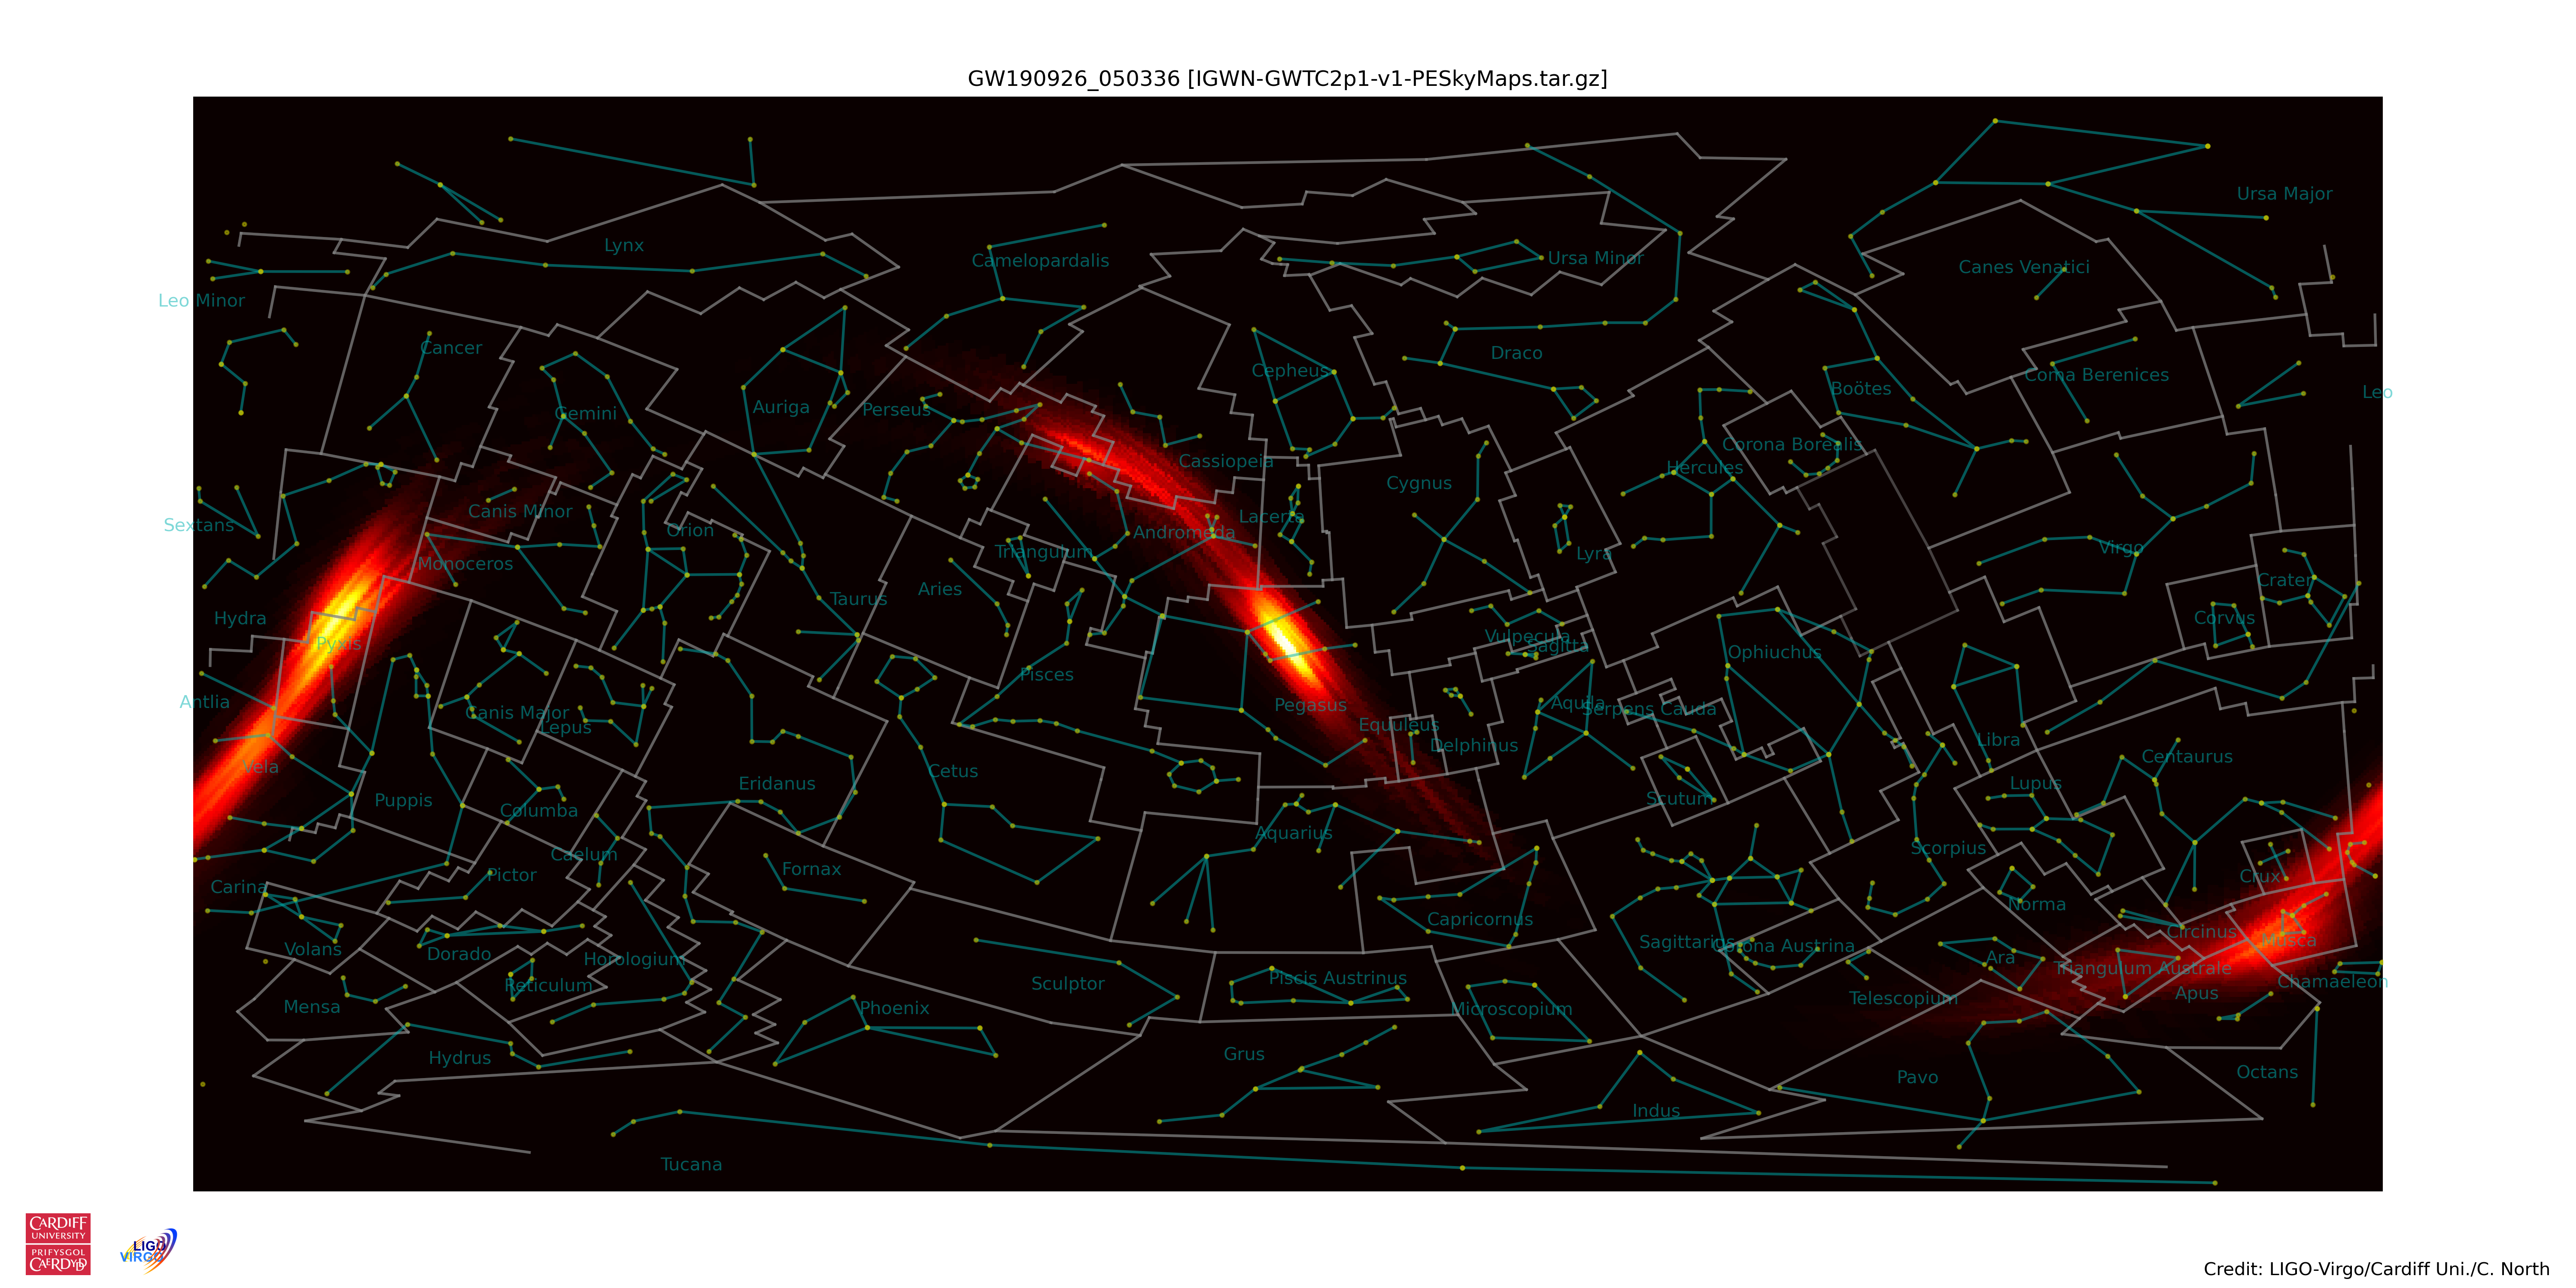 GW190926_050336 [IGWN-GWTC2p1-v1-PESkyMaps.tar.gz]
Ursa Major
Lynx
Camelopardalis
Ursa Minor
Canes Venatici
Leo Minor
Cancer
Draco
Cepheus
Coma Berenices
Boötes
Leo
Gemini
Auriga
Perseus
Corona Borealis
Cassiopeia
Hercules
Cygnus
Canis Minor
Lacerta
Sextans
Orion
Andromeda
Triangulum
Lyra
Virgo
Monoceros
Crater
Aries
Taurus
Hydra
Corvus
Vulpecula
Pyxis
Sagitta
Ophiuchus
Pisces
Antlia
Aquila
Pegasus
Serpens Cauda
Canis Major
Lepus
Equuleus
Libra
Delphinus
Centaurus
Vela
Cetus
Eridanus
Lupus
Puppis
Scutum
Columba
Aquarius
Scorpius
Caelum
Fornax
Pictor
Crux
Carina
Norma
Capricornus
Circinus
Musca
Sagittarius
Corona Austrina
Volans
Dorado
Horologium
Ara
Triangulum Australe
Piscis Austrinus
Chamaeleon
Reticulum
Sculptor
Apus
Telescopium
Mensa
Phoenix
Microscopium
Hydrus
Grus
Octans
Pavo
Indus
Tucana
CARDIFF
UNIVERSITY
PRIFYSGOL
CAERDYDD
LIGO
VIRGO
Credit: LIGO-Virgo/Cardiff Uni./C. North